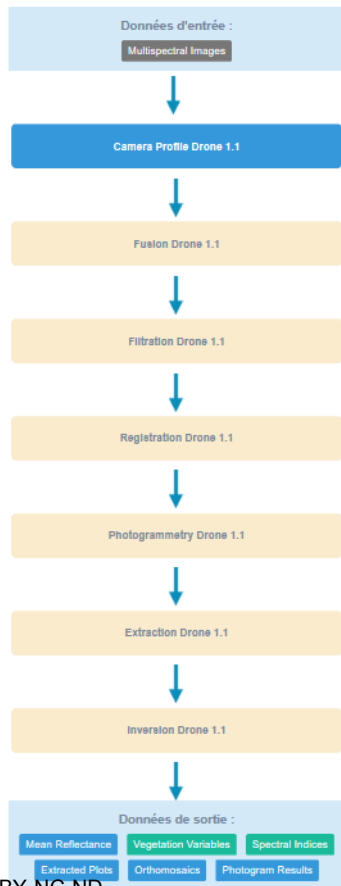 Données d'entrée :
Multispectral Images
Camera Profile Drone 1.1
Fusion Drone 1.1
Filtration Drone 1.1
Registration Drone 1.1
Photogrammetry Drone 1.1
Extraction Drone 1.1
Inversion Drone 1.1
Données de sortie :
Mean Reflectance Vegetation Variables Spectral Indices
Extracted Plots Orthomosaics Photogram Results